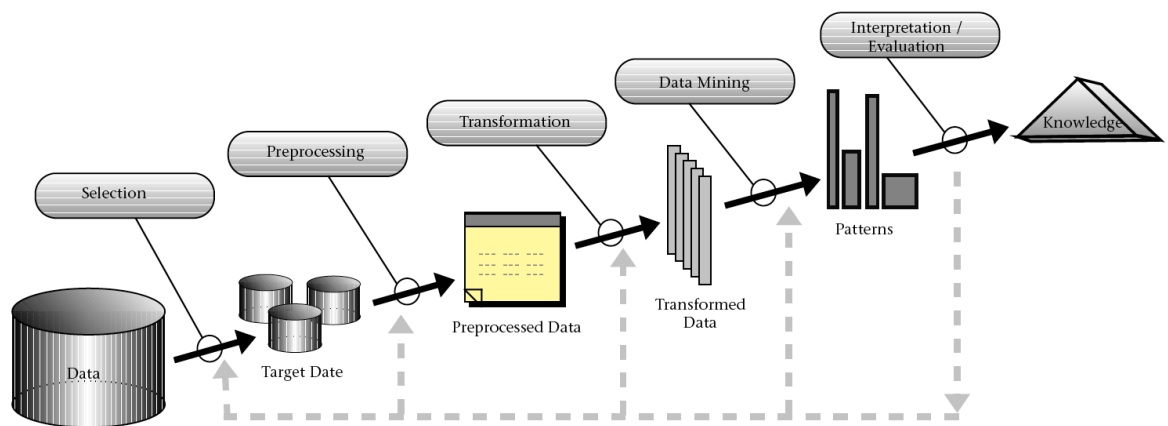 Interpretation /
Evaluation
Data Mining
Knowledge
Transformation
Preprocessing
Selection
Patterns
Transformed
Data
Preprocessed Data
Target Date
Data